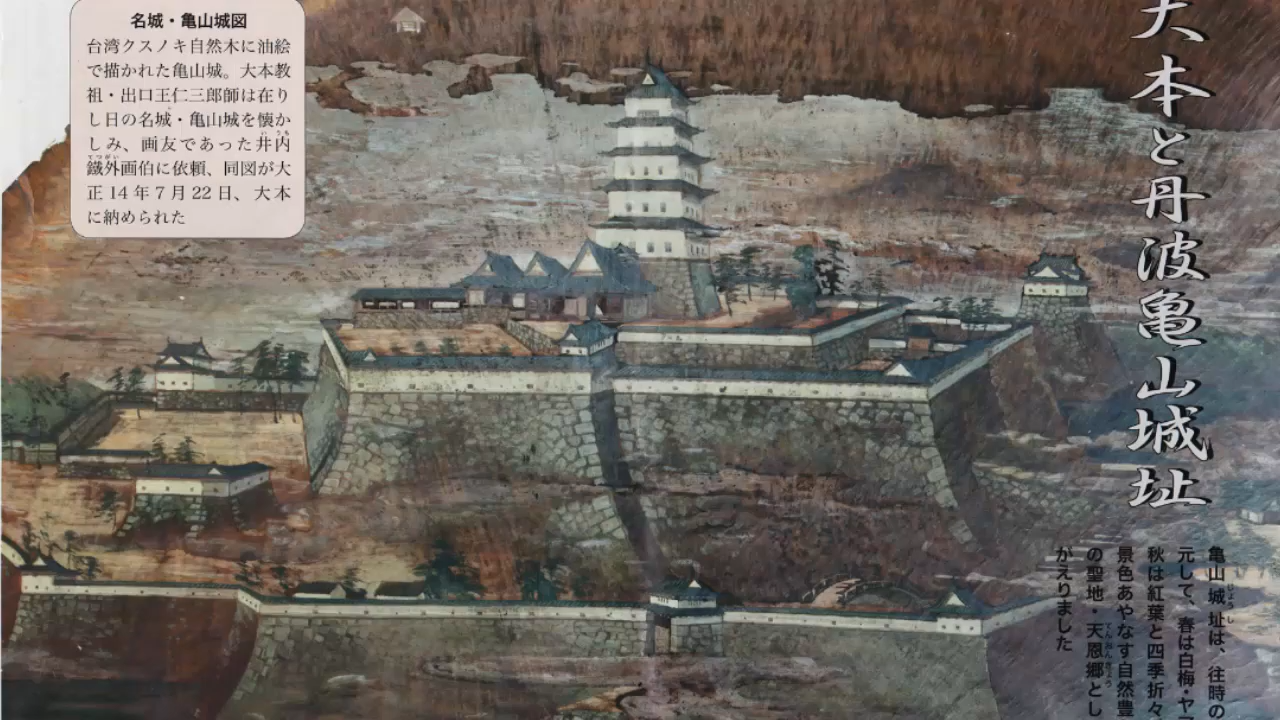 名城・亀山城図
台湾クスノキ自然木に油絵
で描かれた亀山城。大本教
祖・出口王仁三郎師は在り
し日の名城・亀山城を懐か
しみ、画友であった井内
鐵外画伯に依頼、同図が大
正14年7月22日、大本
に納められた
大本と丹波亀山城址
亀山城址は、往時の
元して、春は白梅・ヤ
秋は紅葉と四季折々
景色あやなす自然豊
の聖地・天恩郷とし
がえりました